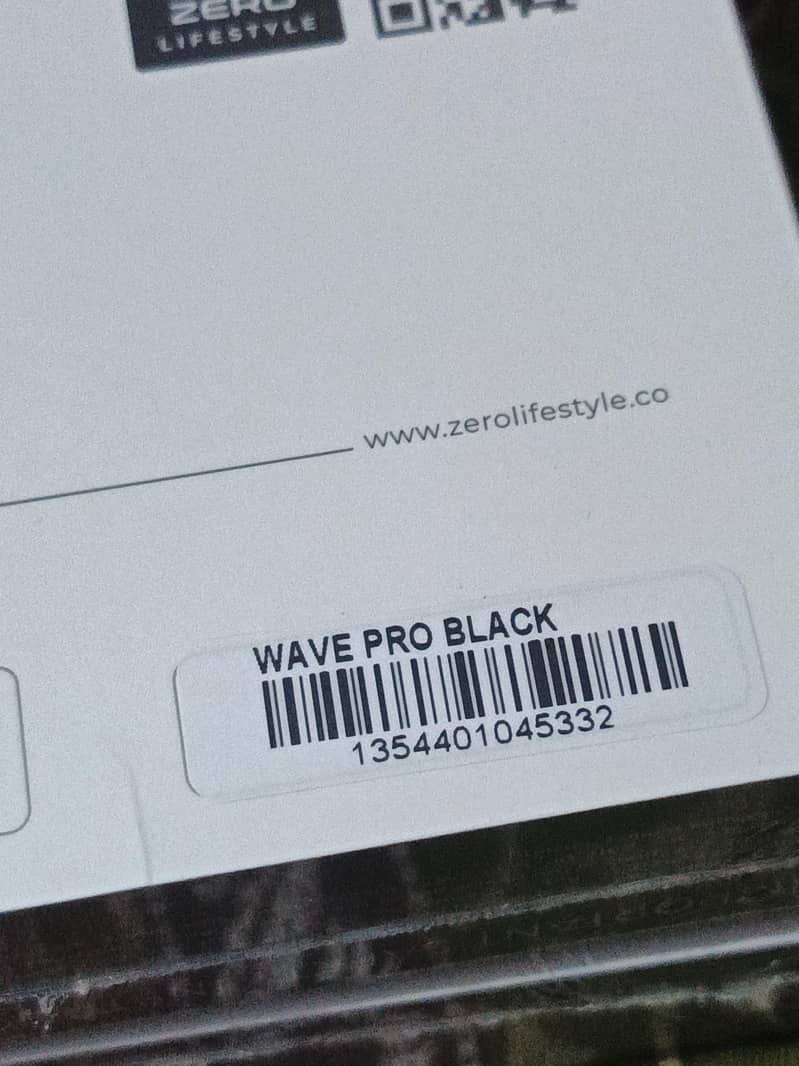 ZERO
LIFESTYLE
www.zerolifestyle.co
WAVE PRO BLACK
1354401045332